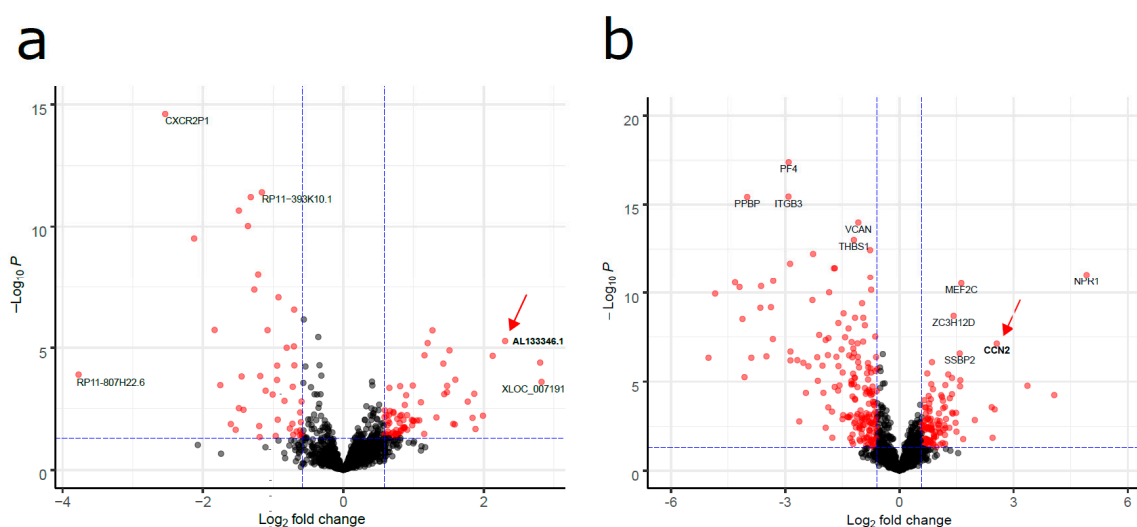 a
b
15
10
5
0
−Log10 P
CXCR2P1
RP11−393K10.1
AL133346.1
RP11−807H22.6
XLOC_007191
−4
−2
0
2
Log2 fold change
20
15
10
5
0
− Log10 P
PF4
PPBP
ITGB3
VCAN
THBS1
NPR1
MEF2C
ZC3H12D
CCN2
SSBP2
−6
−3
0
3
6
Log2 fold change